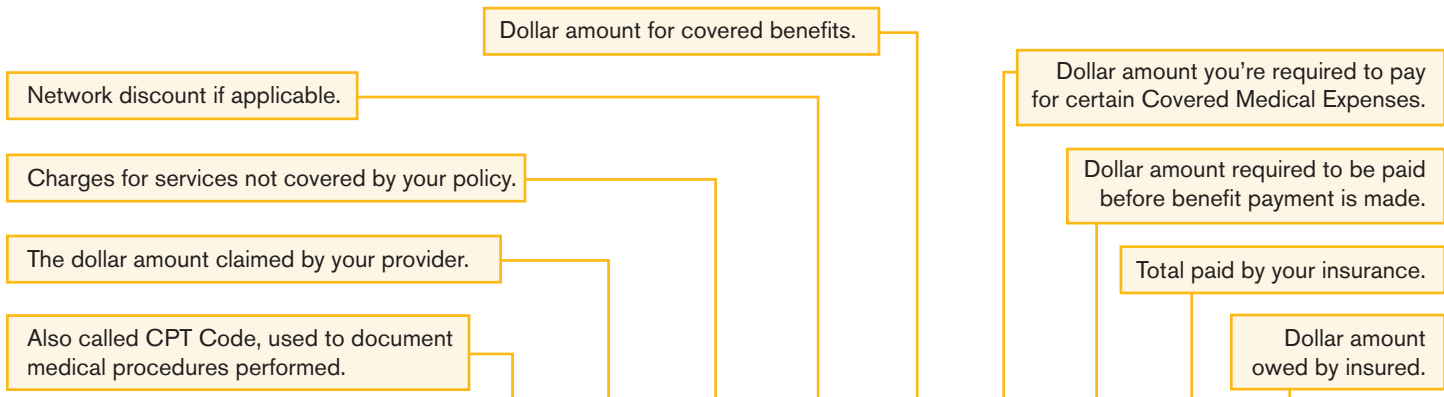 Dollar amount for covered benefits.
Network discount if applicable.
Dollar amount you’re required to pay
for certain Covered Medical Expenses.
Charges for services not covered by your policy.
Dollar amount required to be paid
before benefit payment is made.
The dollar amount claimed by your provider.
Total paid by your insurance.
Also called CPT Code, used to document
medical procedures performed.
Dollar amount
owed by insured.